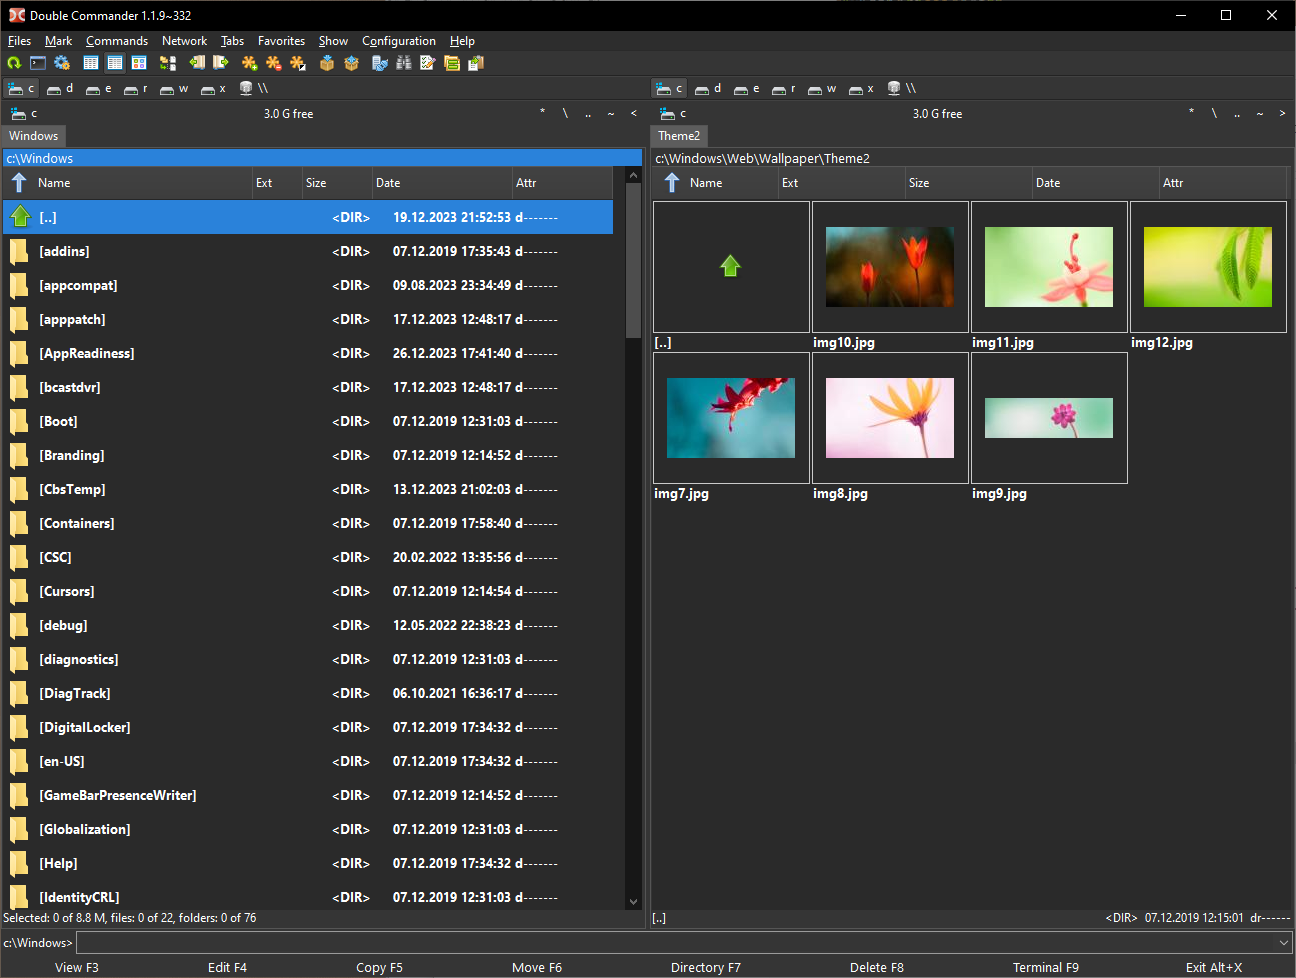 Double Commander 1.1.9~332
Files Mark Commands Network Tabs Favorites Show Configuration Help
c d e r w x \\ c d e r w x \\
c 3.0 G free * \ .. ~ < c 3.0 G free * \ .. ~ >
Windows Theme2
c:\Windows c:\Windows\Web\Wallpaper\Theme2
Name Ext Size Date Attr Name Ext Size Date Attr
[..] <DIR> 19.12.2023 21:52:53 d-------
[addins] <DIR> 07.12.2019 17:35:43 d-------
[appcompat] <DIR> 09.08.2023 23:34:49 d-------
[apppatch] <DIR> 17.12.2023 12:48:17 d-------
[AppReadiness] <DIR> 26.12.2023 17:41:40 d-------
[bcastdvr] <DIR> 17.12.2023 12:48:17 d-------
[Boot] <DIR> 07.12.2019 12:31:03 d-------
[Branding] <DIR> 07.12.2019 12:14:52 d-------
[CbsTemp] <DIR> 13.12.2023 21:02:03 d-------
[Containers] <DIR> 07.12.2019 17:58:40 d-------
[CSC] <DIR> 20.02.2022 13:35:56 d-------
[Cursors] <DIR> 07.12.2019 12:14:54 d-------
[debug] <DIR> 12.05.2022 22:38:23 d-------
[diagnostics] <DIR> 07.12.2019 12:31:03 d-------
[DiagTrack] <DIR> 06.10.2021 16:36:17 d-------
[DigitalLocker] <DIR> 07.12.2019 17:34:32 d-------
[en-US] <DIR> 07.12.2019 17:34:32 d-------
[GameBarPresenceWriter] <DIR> 07.12.2019 12:14:52 d-------
[Globalization] <DIR> 07.12.2019 12:31:03 d-------
[Help] <DIR> 07.12.2019 17:34:32 d-------
[IdentityCRL] <DIR> 07.12.2019 12:31:03 d-------
[..] img10.jpg img11.jpg img12.jpg
img7.jpg img8.jpg img9.jpg
Selected: 0 of 8.8 M, files: 0 of 22, folders: 0 of 76
[..] <DIR> 07.12.2019 12:15:01 dr------
c:\Windows>
View F3 Edit F4 Copy F5 Move F6 Directory F7 Delete F8 Terminal F9 Exit Alt+X